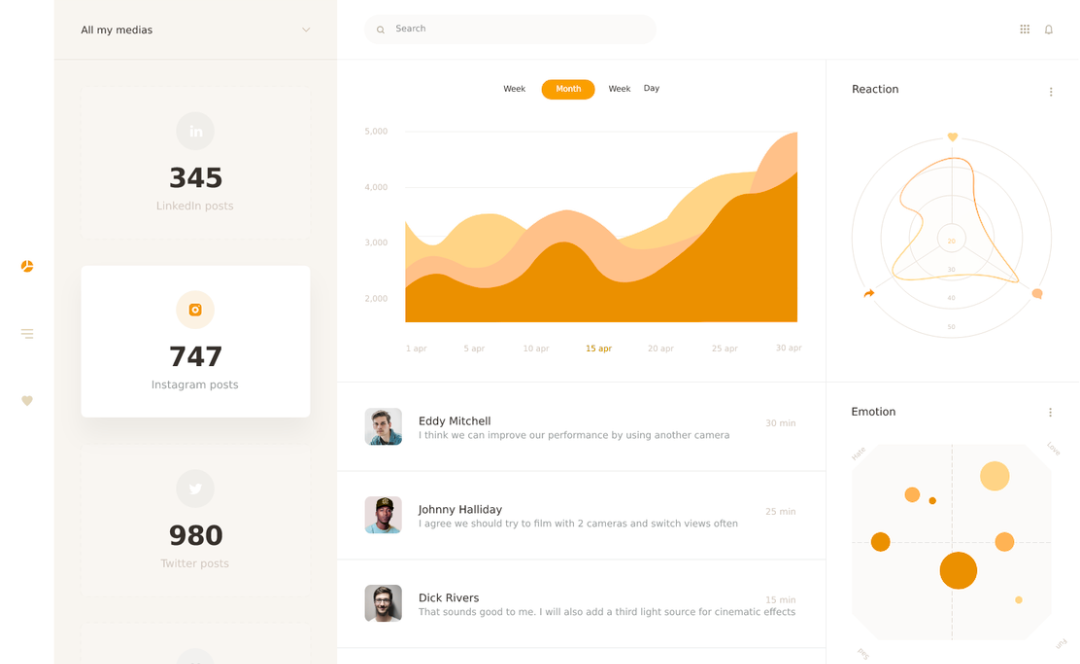 All my medias
Search
in
345
LinkedIn posts
747
Instagram posts
980
Twitter posts
Week
Month
Week
Day
5,000
4,000
3,000
2,000
1 apr
5 apr
10 apr
15 apr
20 apr
25 apr
30 apr
Reaction
20
30
40
50
Eddy Mitchell
30 min
I think we can improve our performance by using another camera
Johnny Halliday
25 min
I agree we should try to film with 2 cameras and switch views often
Dick Rivers
15 min
That sounds good to me. I will also add a third light source for cinematic effects
Emotion
Hate
Love
Sad
Fun